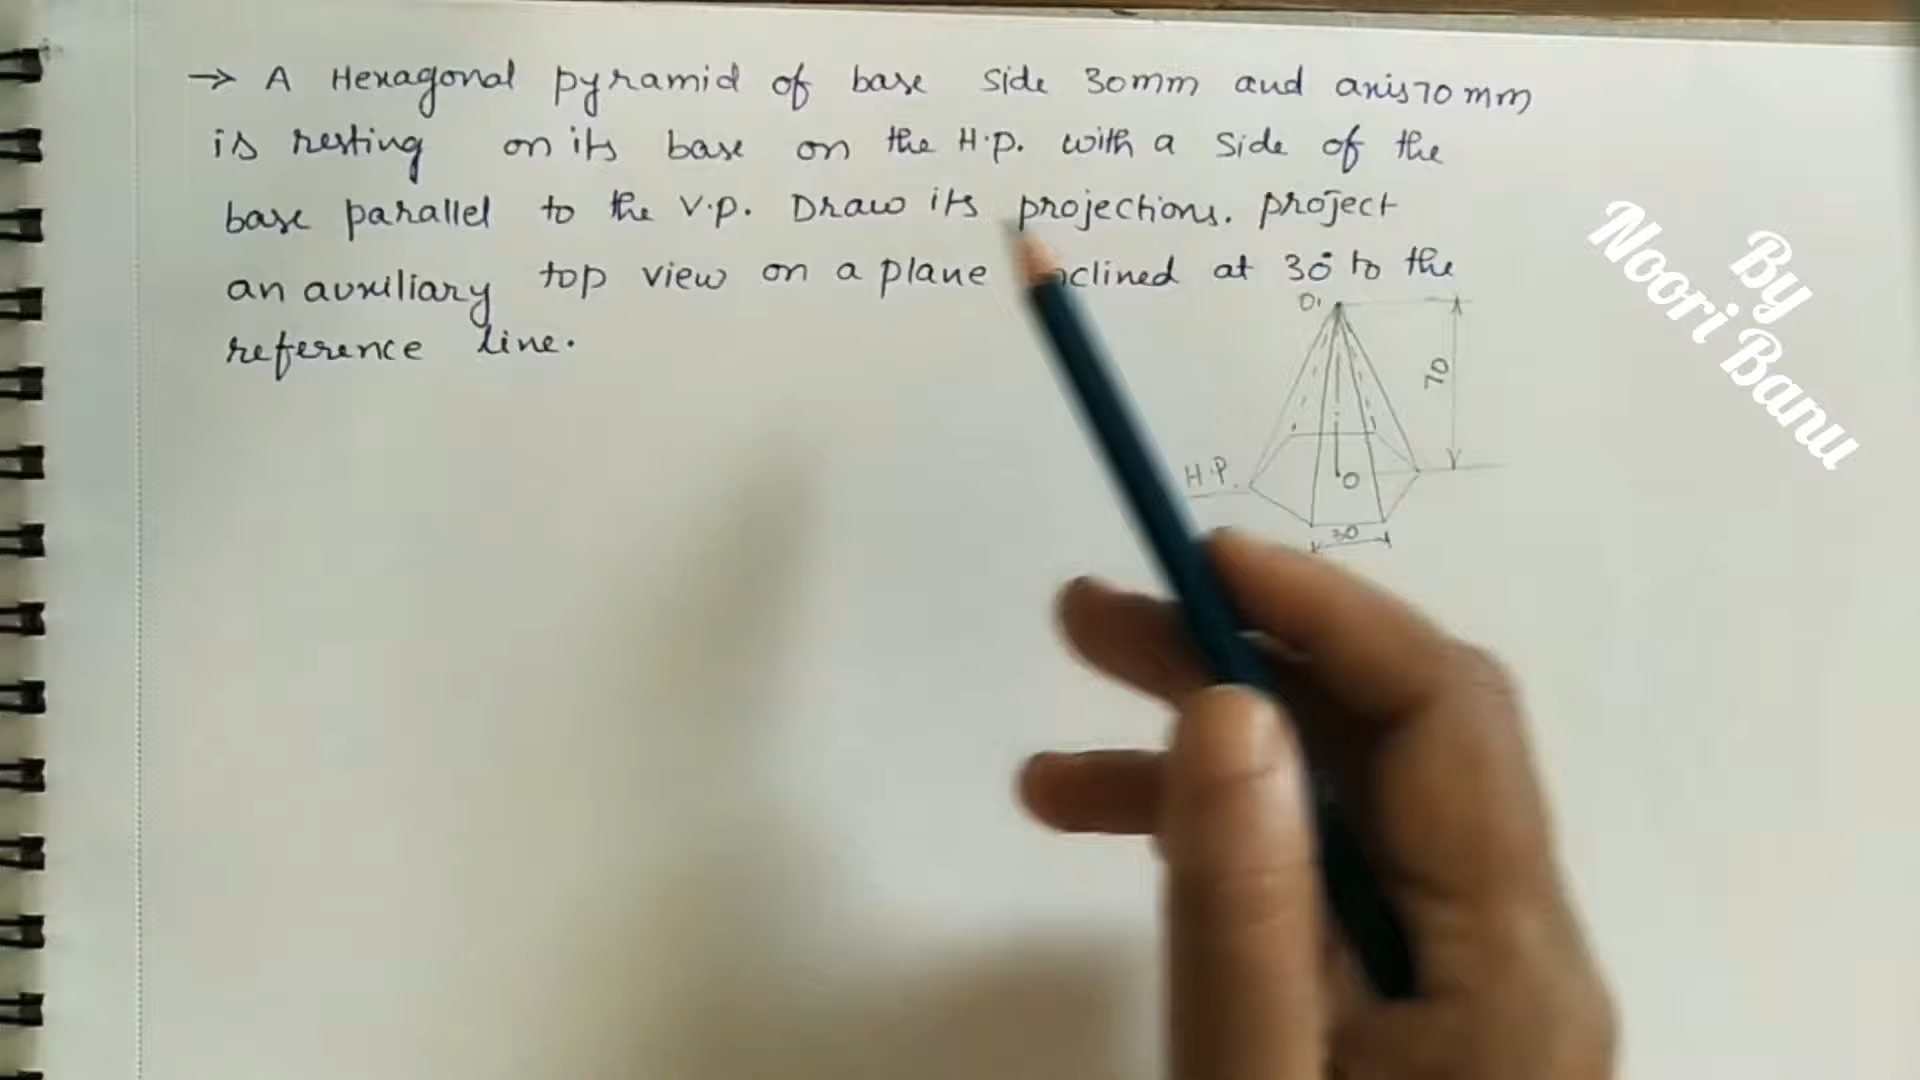 → A Hexagonal pyramid of base side 30mm and axis 70 mm
is resting on its base on the H.p. with a side of the
base parallel to the V.p. Draw its projections. project
an auxiliary top view on a plane inclined at 30° to the
reference line.
O'
70
H.P.
O
30
By
Noori Banu